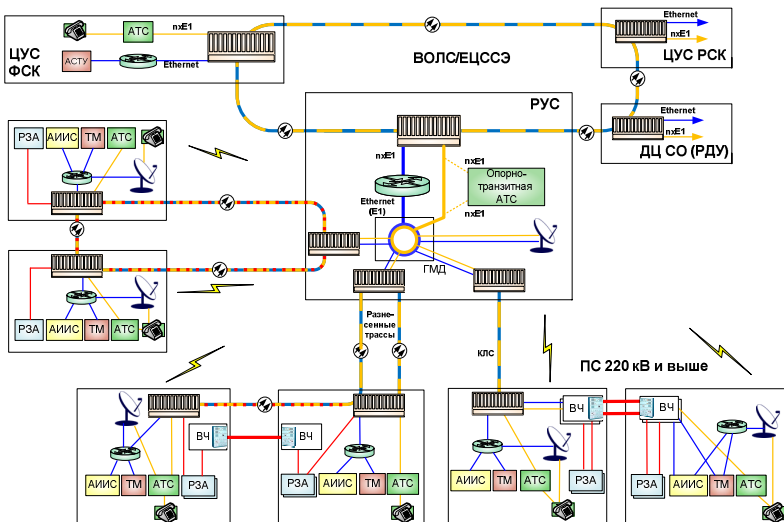 ЦУС
ФСК
АТС
nxE1
АСТУ
Ethernet
ВОЛС/ЕЦССЭ
Ethernet
nxE1
ЦУС РСК
Ethernet
nxE1
ДЦ СО (РДУ)
РУС
nxE1
nxE1
Опорно-
транзитная
АТС
nxE1
Ethernet
(E1)
ГМД
РЗА
АИИС
ТМ
АТС
РЗА
АИИС
ТМ
АТС
Разне-
сенные
трассы
КЛС
ПС 220 кВ и выше
ВЧ
ВЧ
АИИС
ТМ
АТС
РЗА
РЗА
АИИС
ТМ
АТС
ВЧ
ВЧ
АИИС
ТМ
АТС
РЗА
РЗА
АИИС
ТМ
АТС